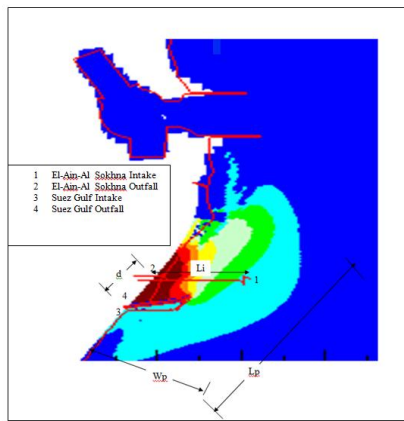 1 El-Ain-Al Sokhna Intake
2 El-Ain-Al Sokhna Outfall
3 Suez Gulf Intake
4 Suez Gulf Outfall
d
2
Li
1
4
3
Wp
Lp